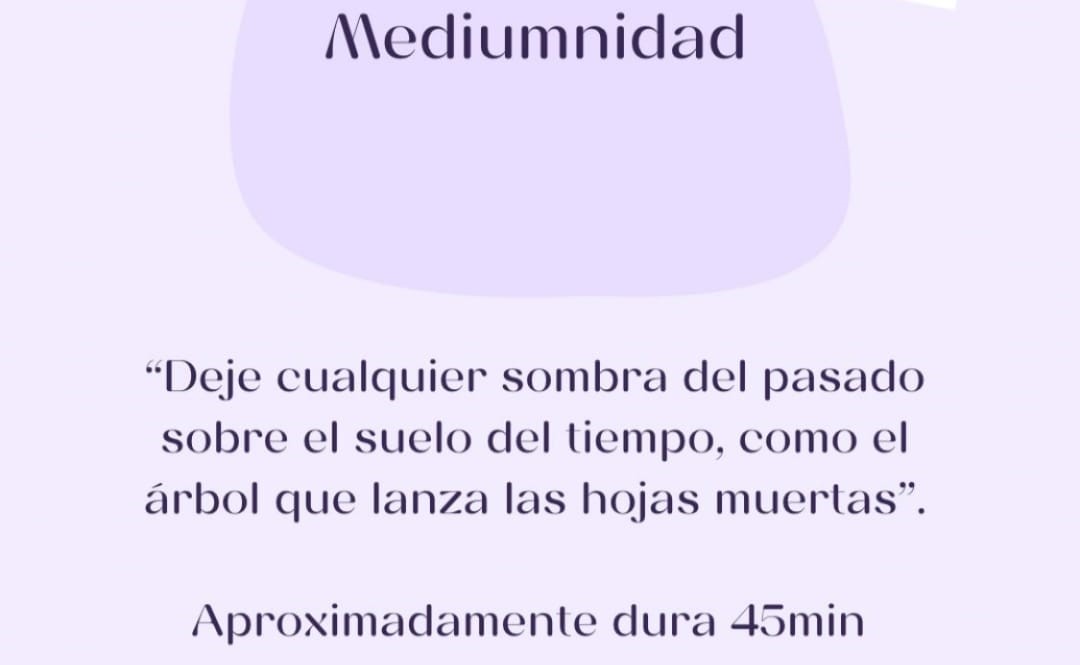 Mediumnidad
“Deje cualquier sombra del pasado
sobre el suelo del tiempo, como el
árbol que lanza las hojas muertas”.
Aproximadamente dura 45min